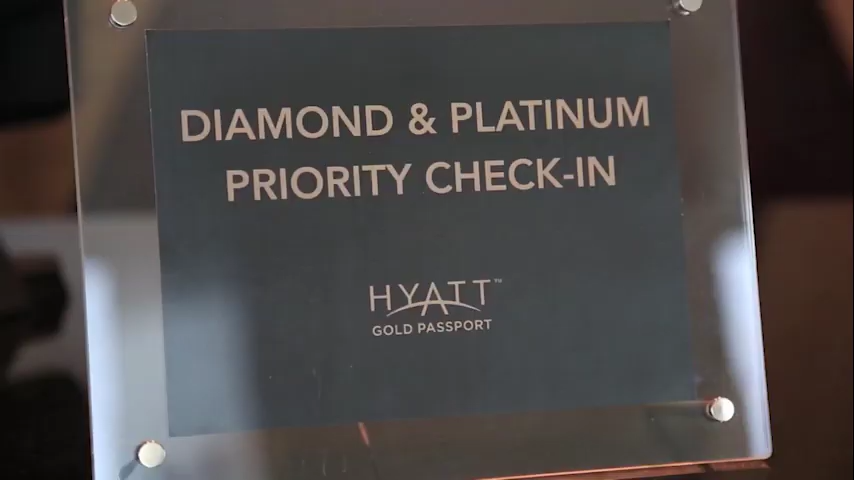 DIAMOND & PLATINUM
PRIORITY CHECK-IN
HYATT™
GOLD PASSPORT